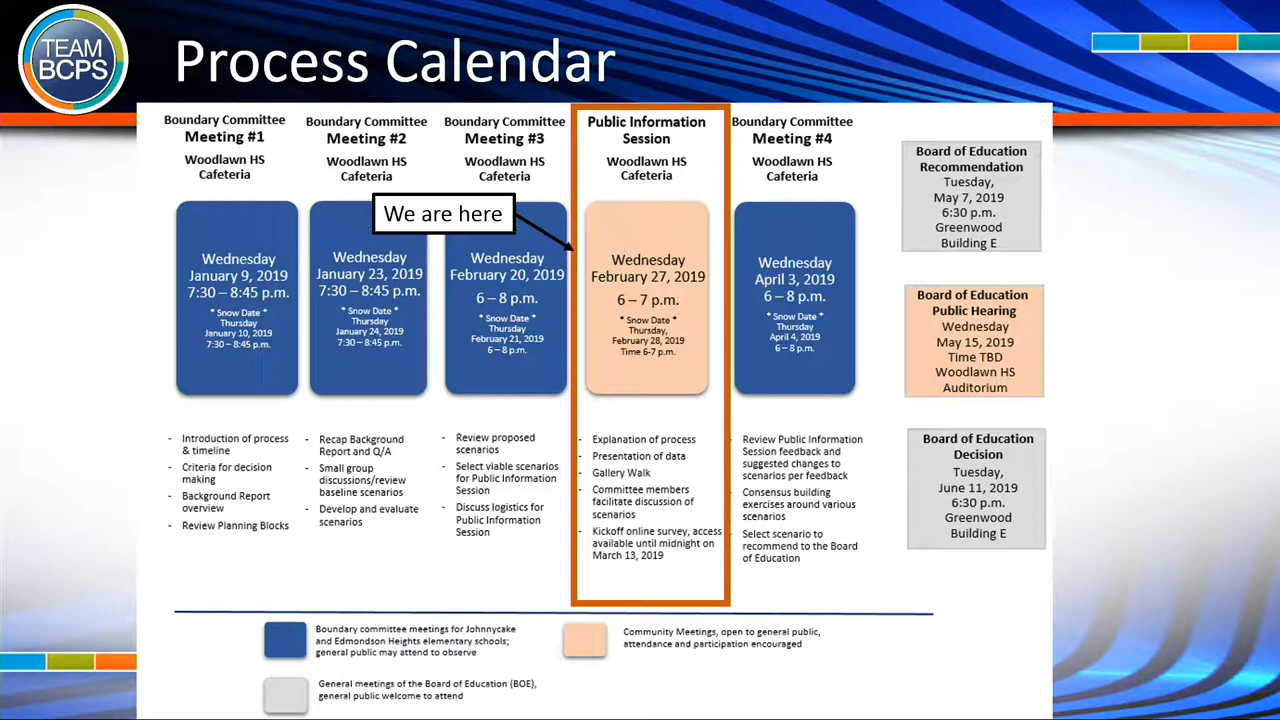 TEAM
BCPS
Process Calendar
Boundary Committee
Meeting #1
Woodlawn HS
Cafeteria
Wednesday
January 9, 2019
7:30 – 8:45 p.m.
* Snow Date *
Thursday
January 10, 2019
7:30 – 8:45 p.m.
- Introduction of process
& timeline
- Criteria for decision
making
- Background Report
overview
- Review Planning Blocks
Boundary Committee
Meeting #2
Woodlawn HS
Cafeteria
Wednesday
January 23, 2019
7:30 – 8:45 p.m.
* Snow Date *
Thursday
January 24, 2019
7:30 – 8:45 p.m.
- Recap Background
Report and Q/A
- Small group
discussions/review
baseline scenarios
- Develop and evaluate
scenarios
Boundary Committee
Meeting #3
Woodlawn HS
Cafeteria
We are here
Wednesday
February 20, 2019
6 – 8 p.m.
* Snow Date *
Thursday
February 21, 2019
6 – 8 p.m.
- Review proposed
scenarios
- Select viable scenarios
for Public Information
Session
- Discuss logistics for
Public Information
Session
Public Information
Session
Woodlawn HS
Cafeteria
Wednesday
February 27, 2019
6 – 7 p.m.
* Snow Date *
Thursday,
February 28, 2019
Time 6-7 p.m.
- Explanation of process
- Presentation of data
- Gallery Walk
- Committee members
facilitate discussion of
scenarios
- Kickoff online survey, access
available until midnight on
March 13, 2019
Boundary Committee
Meeting #4
Woodlawn HS
Cafeteria
Wednesday
April 3, 2019
6 – 8 p.m.
* Snow Date *
Thursday
April 4, 2019
6 – 8 p.m.
- Review Public Information
Session feedback and
suggested changes to
scenarios per feedback
- Consensus building
exercises around various
scenarios
- Select scenario to
recommend to the Board
of Education
Board of Education
Recommendation
Tuesday,
May 7, 2019
6:30 p.m.
Greenwood
Building E
Board of Education
Public Hearing
Wednesday
May 15, 2019
Time TBD
Woodlawn HS
Auditorium
Board of Education
Decision
Tuesday,
June 11, 2019
6:30 p.m.
Greenwood
Building E
Boundary committee meetings for Johnnycake
and Edmondson Heights elementary schools;
general public may attend to observe
Community Meetings, open to general public,
attendance and participation encouraged
General meetings of the Board of Education (BOE),
general public welcome to attend